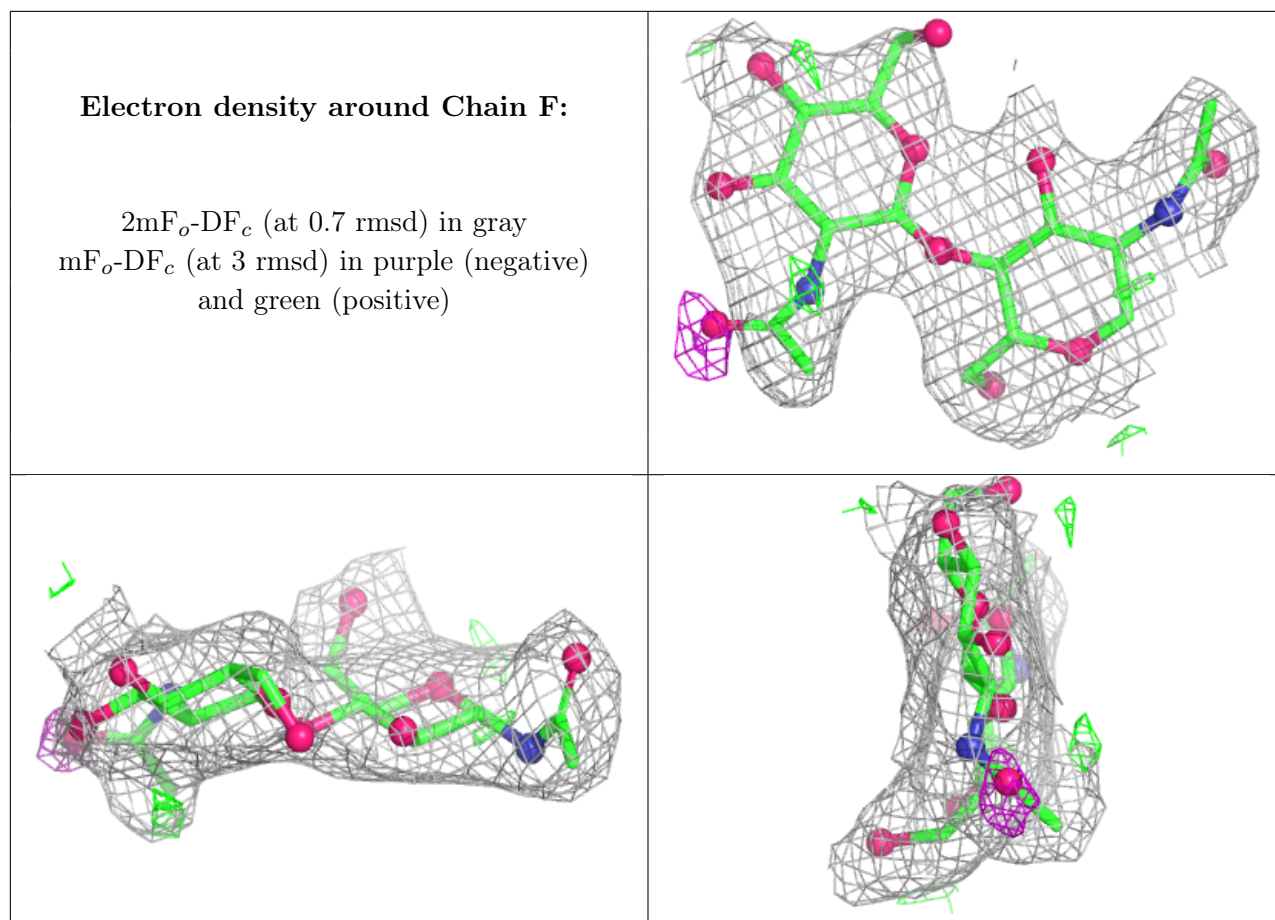 Electron density around Chain F:
2mFₒ-DF𝒸 (at 0.7 rmsd) in gray
mFₒ-DF𝒸 (at 3 rmsd) in purple (negative)
and green (positive)